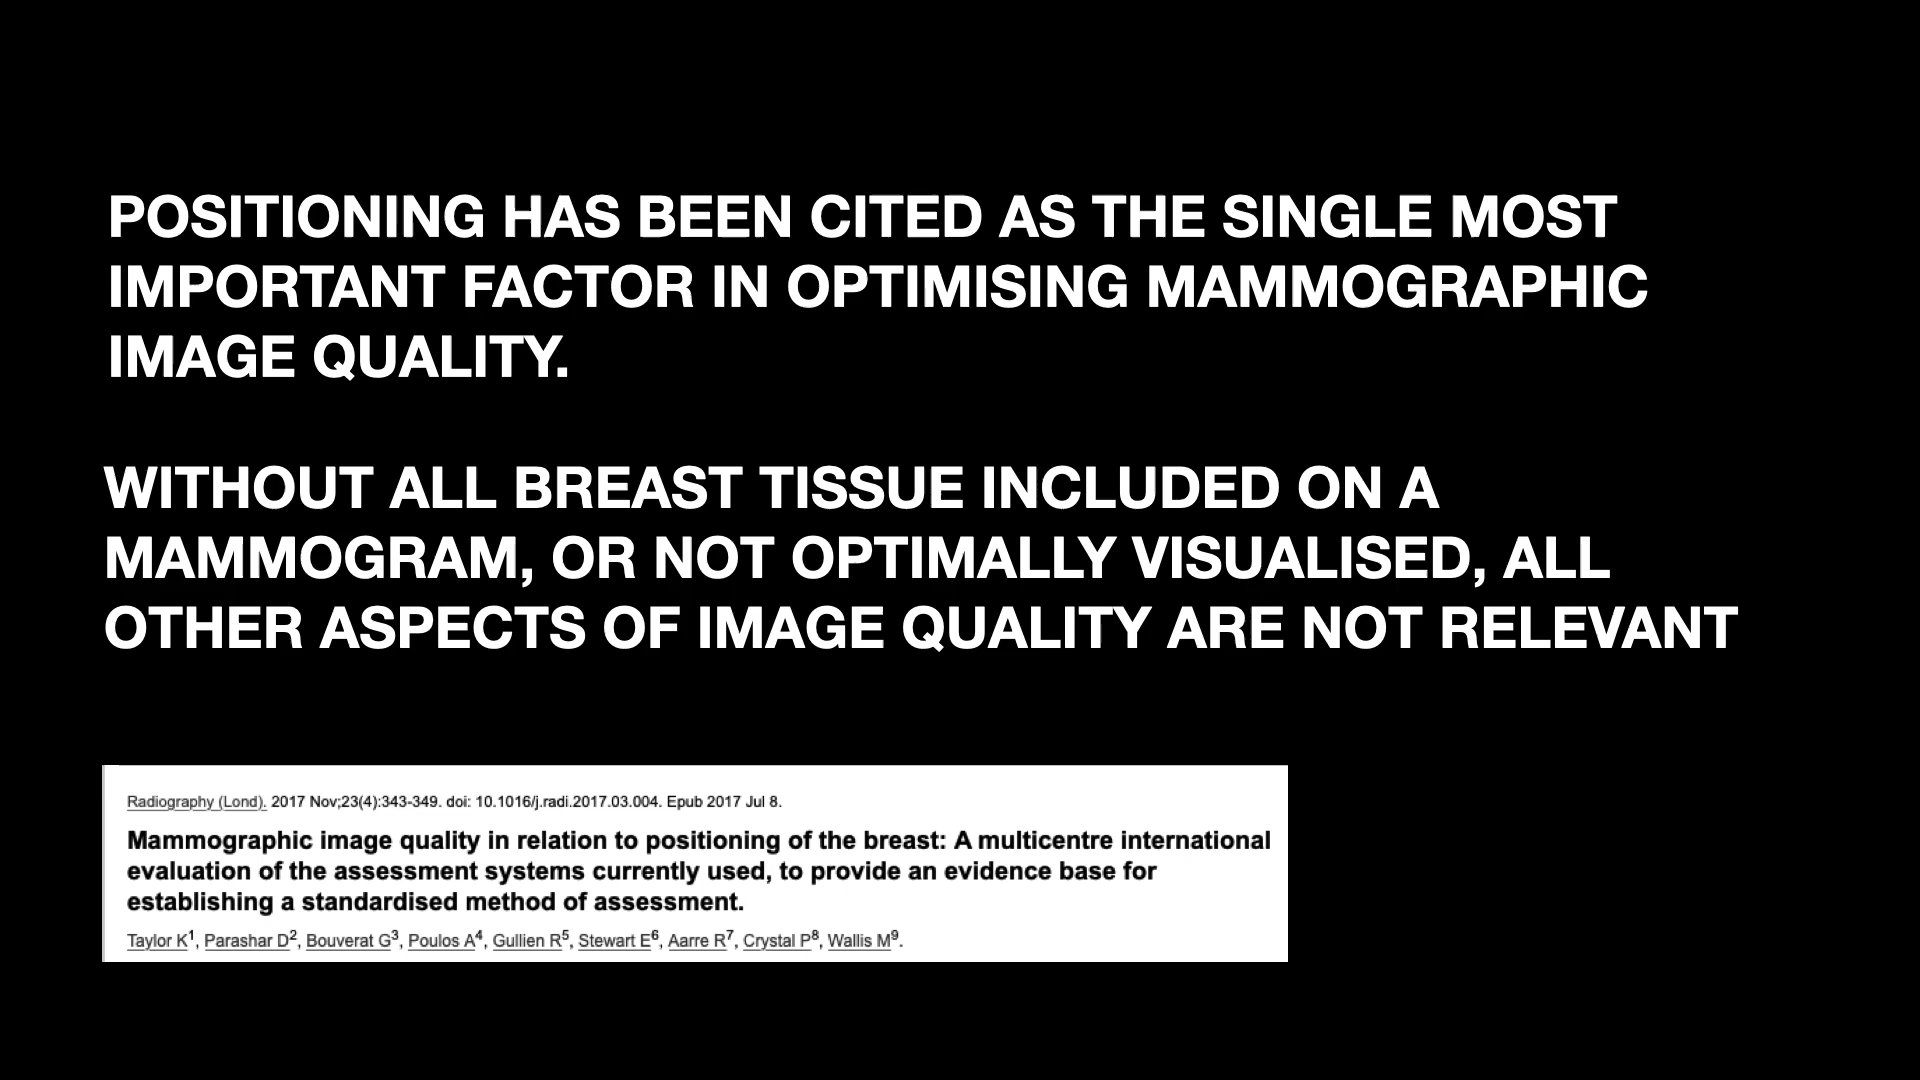 POSITIONING HAS BEEN CITED AS THE SINGLE MOST
IMPORTANT FACTOR IN OPTIMISING MAMMOGRAPHIC
IMAGE QUALITY.
WITHOUT ALL BREAST TISSUE INCLUDED ON A
MAMMOGRAM, OR NOT OPTIMALLY VISUALISED, ALL
OTHER ASPECTS OF IMAGE QUALITY ARE NOT RELEVANT
Radiography (Lond). 2017 Nov;23(4):343-349. doi: 10.1016/j.radi.2017.03.004. Epub 2017 Jul 8.
Mammographic image quality in relation to positioning of the breast: A multicentre international
evaluation of the assessment systems currently used, to provide an evidence base for
establishing a standardised method of assessment.
Taylor K1, Parashar D2, Bouverat G3, Poulos A4, Gullien R5, Stewart E6, Aarre R7, Crystal P8, Wallis M9.